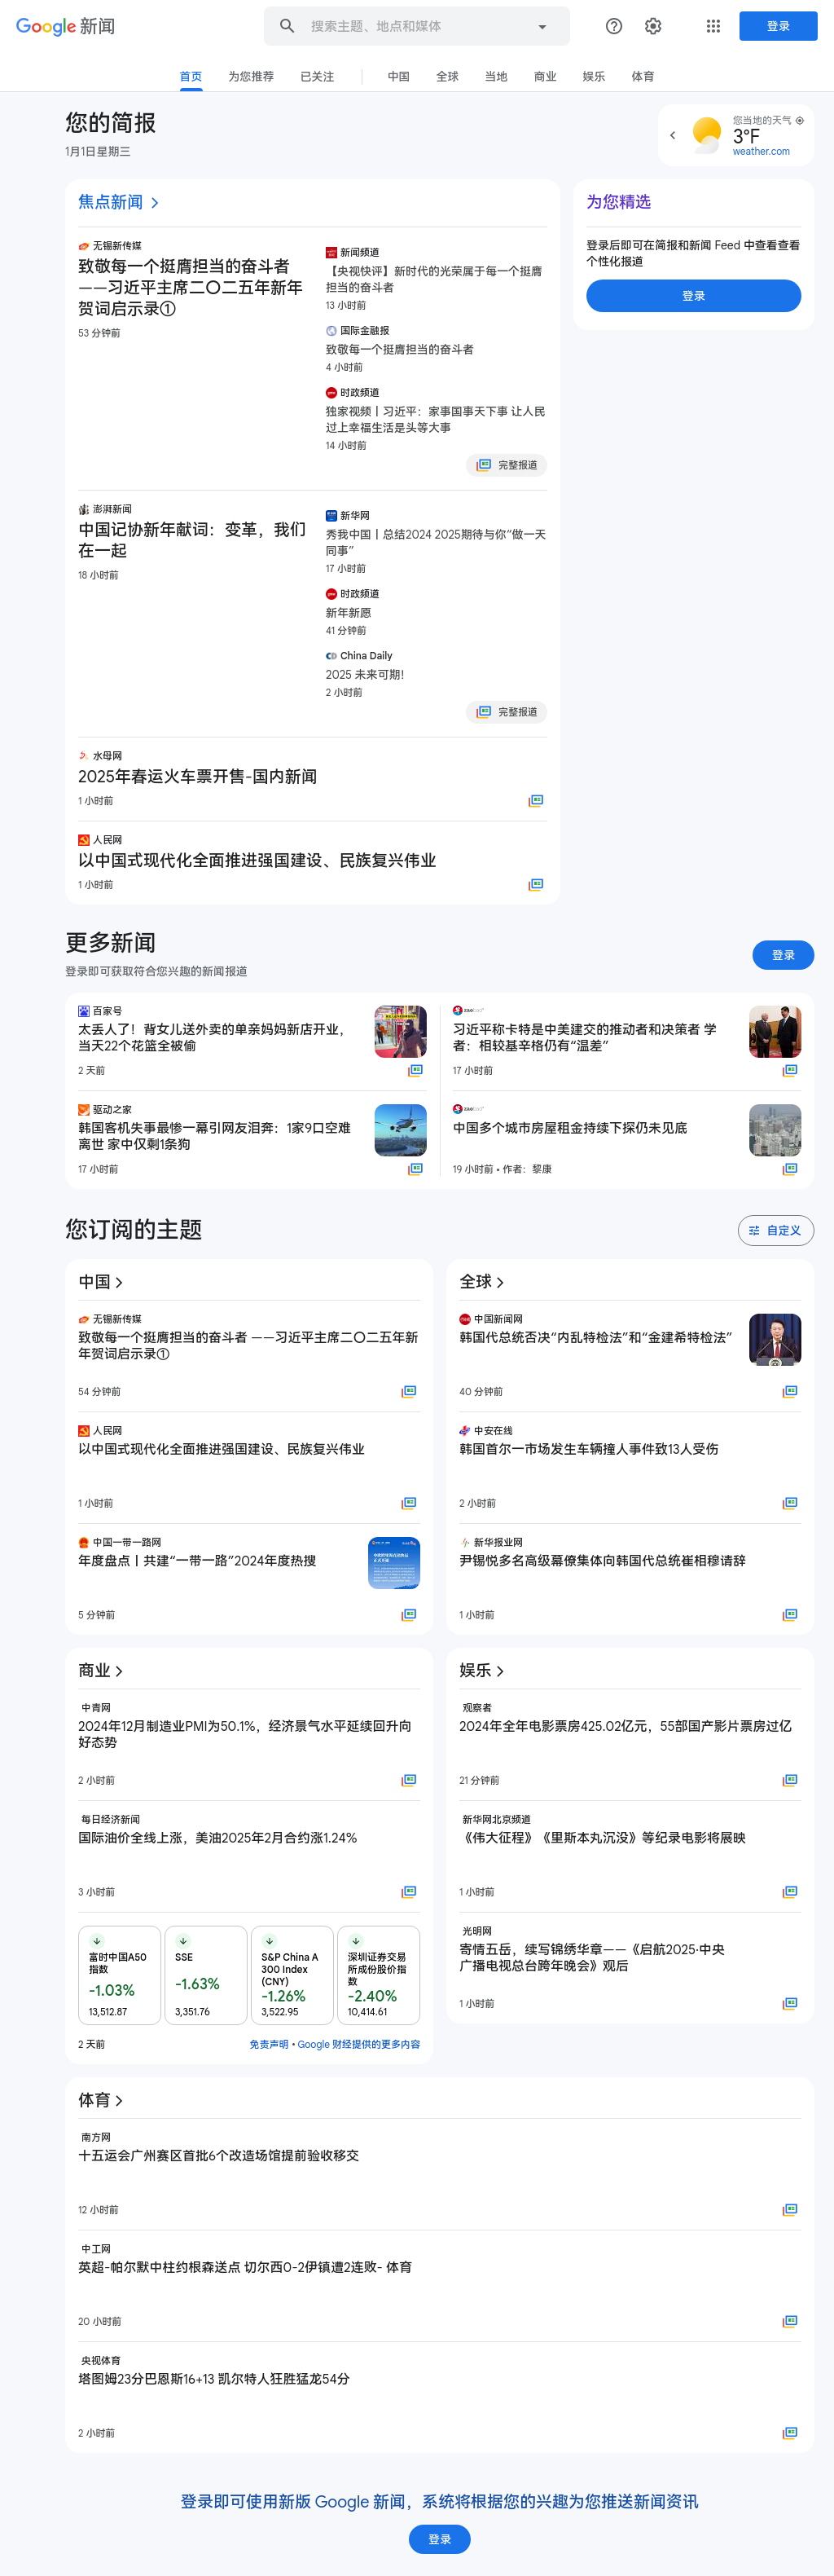 Google 新闻
搜索主题、地点和媒体
登录
首页
为您推荐
已关注
中国
全球
当地
商业
娱乐
体育
您的简报
1月1日星期三
您当地的天气
3°F
weather.com
焦点新闻
无锡新传媒
致敬每一个挺膺担当的奋斗者
——习近平主席二〇二五年新年
贺词启示录①
53 分钟前
新闻频道
【央视快评】新时代的光荣属于每一个挺膺
担当的奋斗者
13 小时前
国际金融报
致敬每一个挺膺担当的奋斗者
4 小时前
时政频道
独家视频丨习近平：家事国事天下事 让人民
过上幸福生活是头等大事
14 小时前
完整报道
为您精选
登录后即可在简报和新闻 Feed 中查看查看
个性化报道
登录
澎湃新闻
中国记协新年献词：变革，我们
在一起
18 小时前
新华网
秀我中国丨总结2024 2025期待与你“做一天
同事”
17 小时前
时政频道
新年新愿
41 分钟前
China Daily
2025 未来可期！
2 小时前
完整报道
水母网
2025年春运火车票开售-国内新闻
1 小时前
人民网
以中国式现代化全面推进强国建设、民族复兴伟业
1 小时前
更多新闻
登录即可获取符合您兴趣的新闻报道
登录
百家号
太丢人了！背女儿送外卖的单亲妈妈新店开业，
当天22个花篮全被偷
2 天前
习近平称卡特是中美建交的推动者和决策者 学
者：相较基辛格仍有“温差”
17 小时前
驱动之家
韩国客机失事最惨一幕引网友泪奔：1家9口空难
离世 家中仅剩1条狗
17 小时前
中国多个城市房屋租金持续下探仍未见底
19 小时前 • 作者：黎康
您订阅的主题
自定义
中国
无锡新传媒
致敬每一个挺膺担当的奋斗者 ——习近平主席二〇二五年新
年贺词启示录①
54 分钟前
人民网
以中国式现代化全面推进强国建设、民族复兴伟业
1 小时前
中国一带一路网
年度盘点丨共建“一带一路”2024年度热搜
5 分钟前
全球
中国新闻网
韩国代总统否决“内乱特检法”和“金建希特检法”
40 分钟前
中安在线
韩国首尔一市场发生车辆撞人事件致13人受伤
2 小时前
新华报业网
尹锡悦多名高级幕僚集体向韩国代总统崔相穆请辞
1 小时前
商业
中青网
2024年12月制造业PMI为50.1%，经济景气水平延续回升向
好态势
2 小时前
每日经济新闻
国际油价全线上涨，美油2025年2月合约涨1.24%
3 小时前
富时中国A50
指数
-1.03%
13,512.87
SSE
-1.63%
3,351.76
S&P China A
300 Index
(CNY)
-1.26%
3,522.95
深圳证券交易
所成份股价指
数
-2.40%
10,414.61
2 天前
免责声明 • Google 财经提供的更多内容
娱乐
观察者
2024年全年电影票房425.02亿元，55部国产影片票房过亿
21 分钟前
新华网北京频道
《伟大征程》《里斯本丸沉没》等纪录电影将展映
1 小时前
光明网
寄情五岳，续写锦绣华章——《启航2025·中央
广播电视总台跨年晚会》观后
1 小时前
体育
南方网
十五运会广州赛区首批6个改造场馆提前验收移交
12 小时前
中工网
英超-帕尔默中柱约根森送点 切尔西0-2伊镇遭2连败- 体育
20 小时前
央视体育
塔图姆23分巴恩斯16+13 凯尔特人狂胜猛龙54分
2 小时前
登录即可使用新版 Google 新闻，系统将根据您的兴趣为您推送新闻资讯
登录